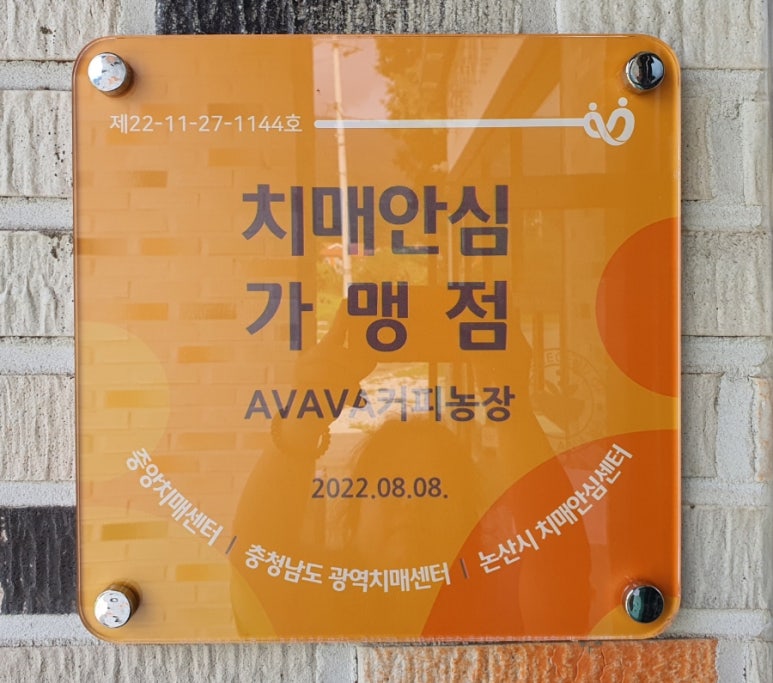 제22-11-27-1144호
치매안심
가맹점
AVAVA커피농장
2022.08.08.
중앙치매센터 | 충청남도 광역치매센터 | 논산시 치매안심센터